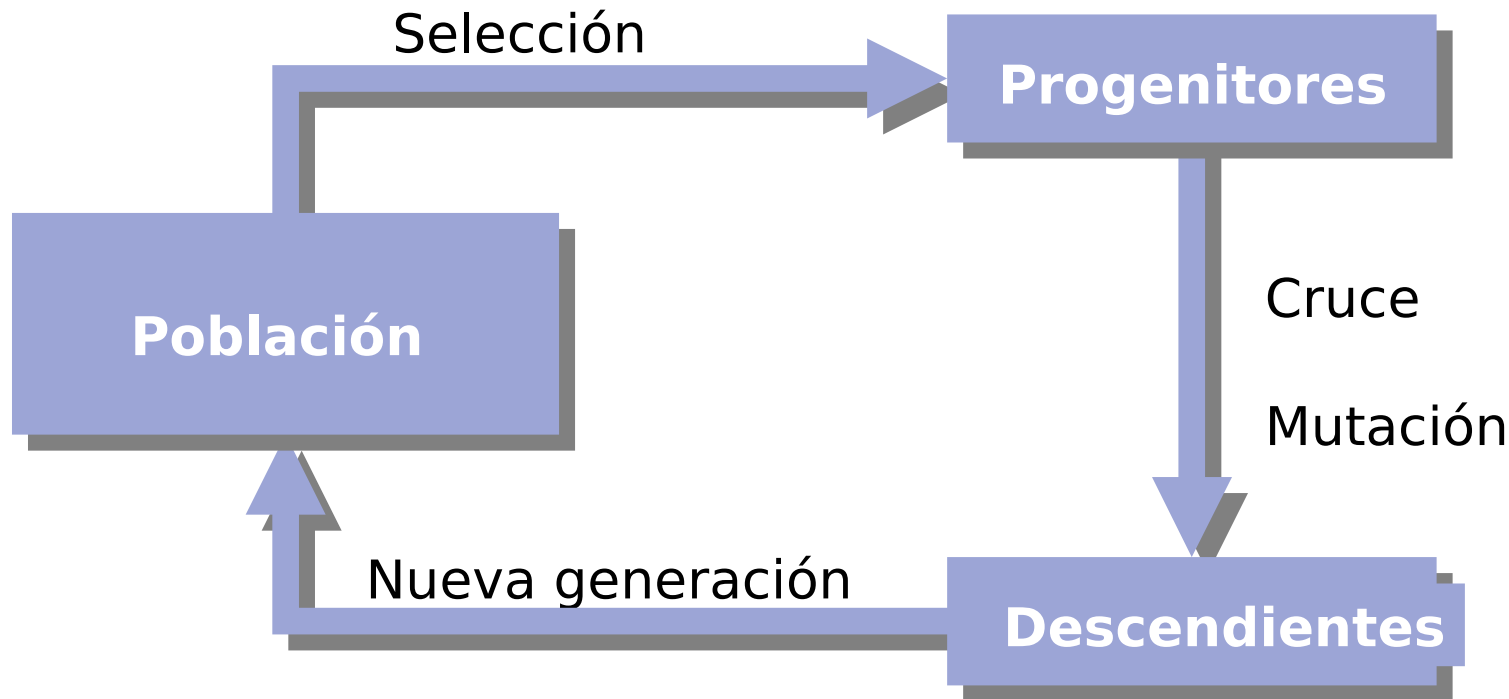 Selección
Progenitores
Población
Cruce
Mutación
Nueva generación
Descendientes